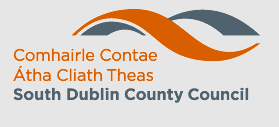 Comhairle Contae
Átha Cliath Theas
South Dublin County Council